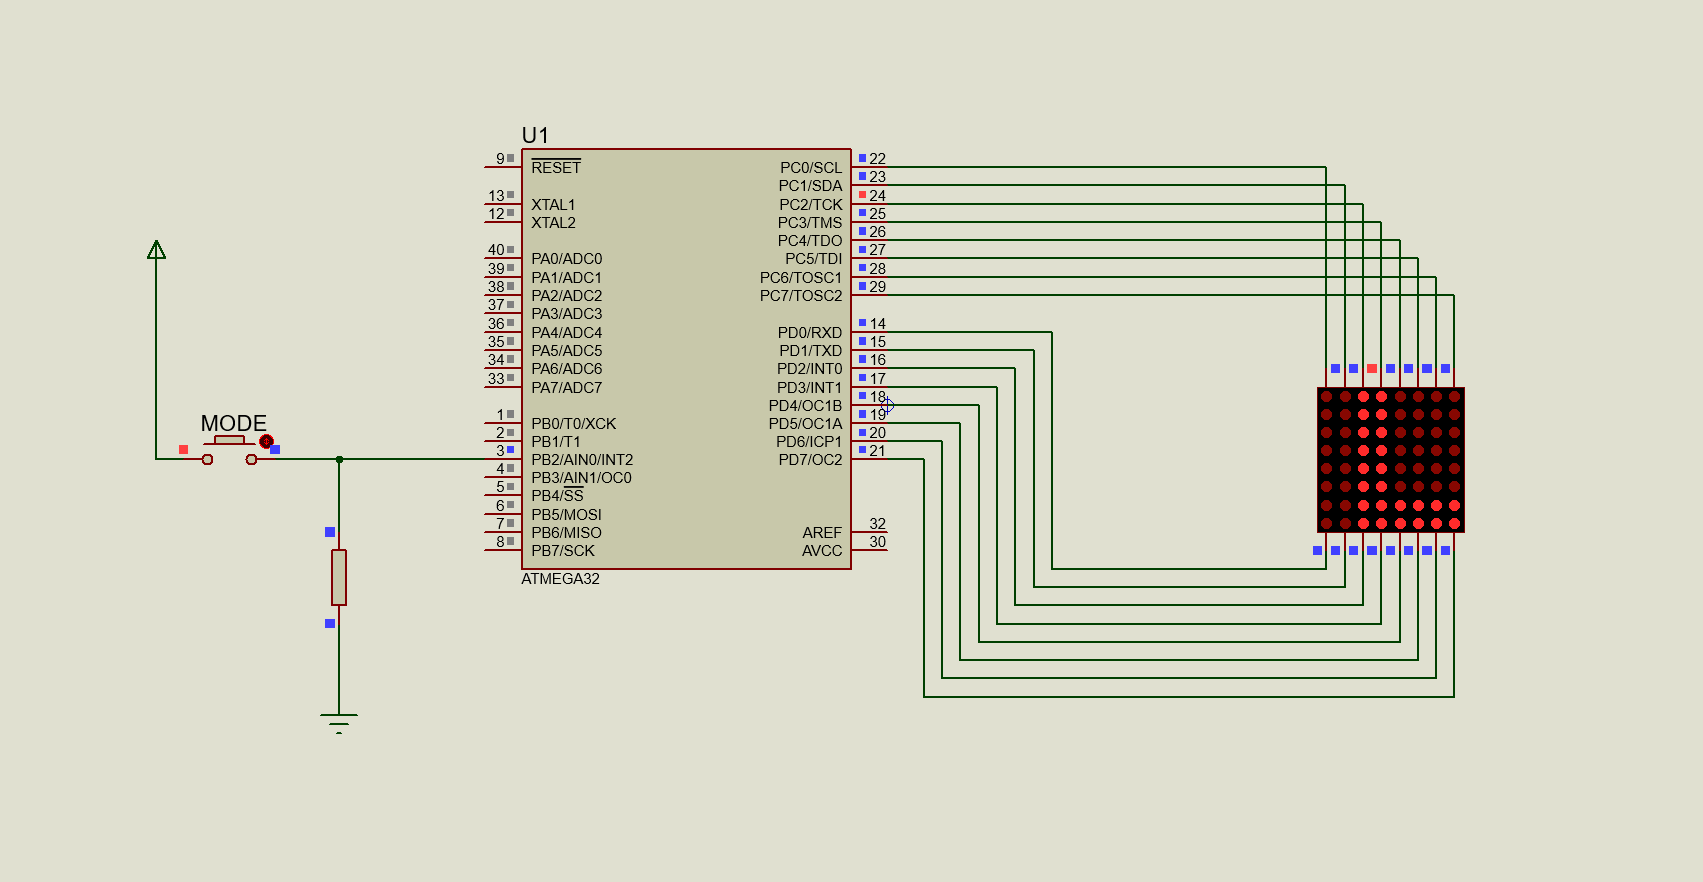 U1
9 RESET
13 XTAL1
12 XTAL2
40 PA0/ADC0
39 PA1/ADC1
38 PA2/ADC2
37 PA3/ADC3
36 PA4/ADC4
35 PA5/ADC5
34 PA6/ADC6
33 PA7/ADC7
1 PB0/T0/XCK
2 PB1/T1
3 PB2/AIN0/INT2
4 PB3/AIN1/OC0
5 PB4/SS
6 PB5/MOSI
7 PB6/MISO
8 PB7/SCK
PC0/SCL 22
PC1/SDA 23
PC2/TCK 24
PC3/TMS 25
PC4/TDO 26
PC5/TDI 27
PC6/TOSC1 28
PC7/TOSC2 29
PD0/RXD 14
PD1/TXD 15
PD2/INT0 16
PD3/INT1 17
PD4/OC1B 18
PD5/OC1A 19
PD6/ICP1 20
PD7/OC2 21
AREF 32
AVCC 30
ATMEGA32
MODE